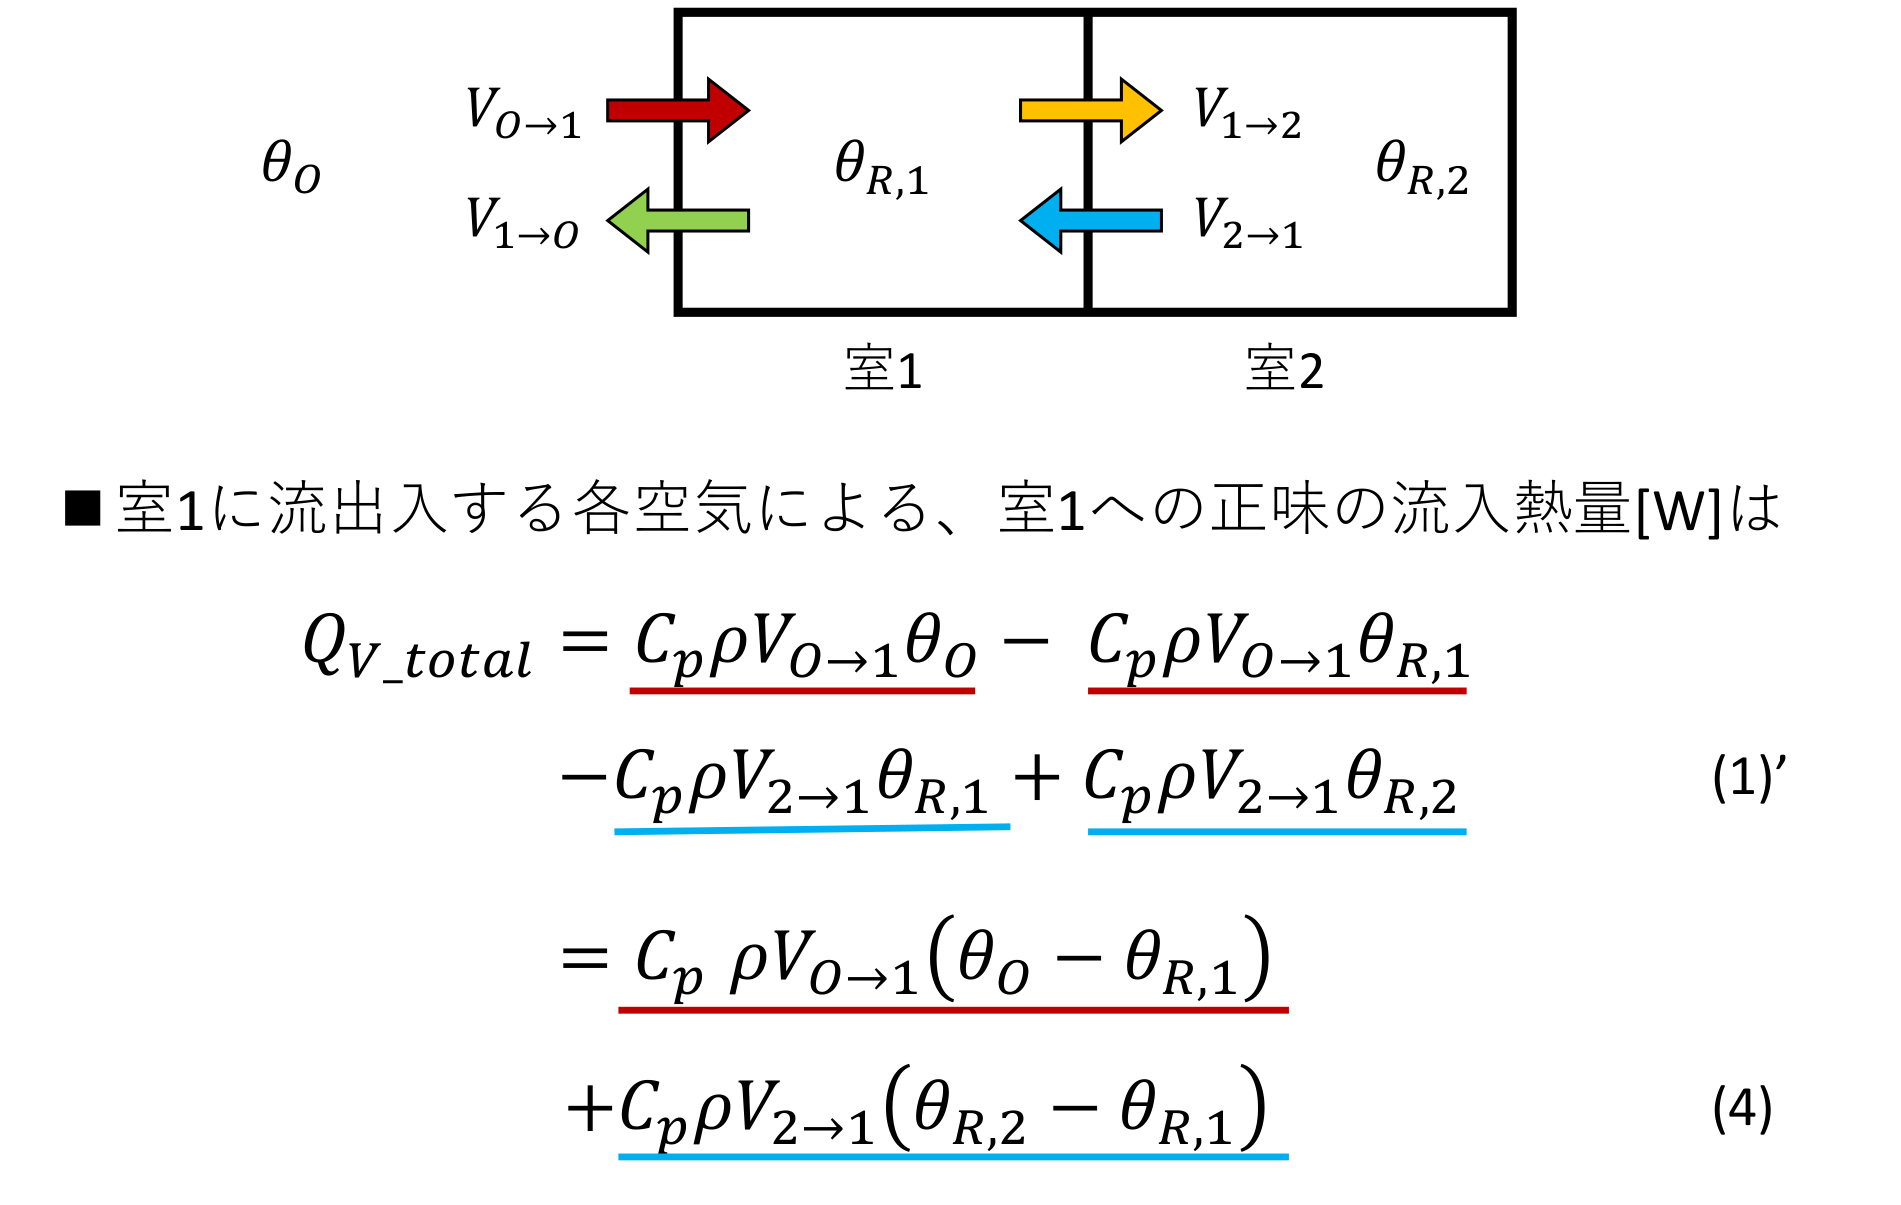 V_{O→1} V_{1→2}
θ_O θ_{R,1} θ_{R,2}
V_{1→O} V_{2→1}
室1 室2
■ 室1に流出入する各空気による、室1への正味の流入熱量[W]は
Q_{V_total} = C_pρV_{O→1}θ_O − C_pρV_{O→1}θ_{R,1}
−C_pρV_{2→1}θ_{R,1} + C_pρV_{2→1}θ_{R,2} (1)’
= C_p ρV_{O→1}(θ_O − θ_{R,1})
+C_pρV_{2→1}(θ_{R,2} − θ_{R,1}) (4)